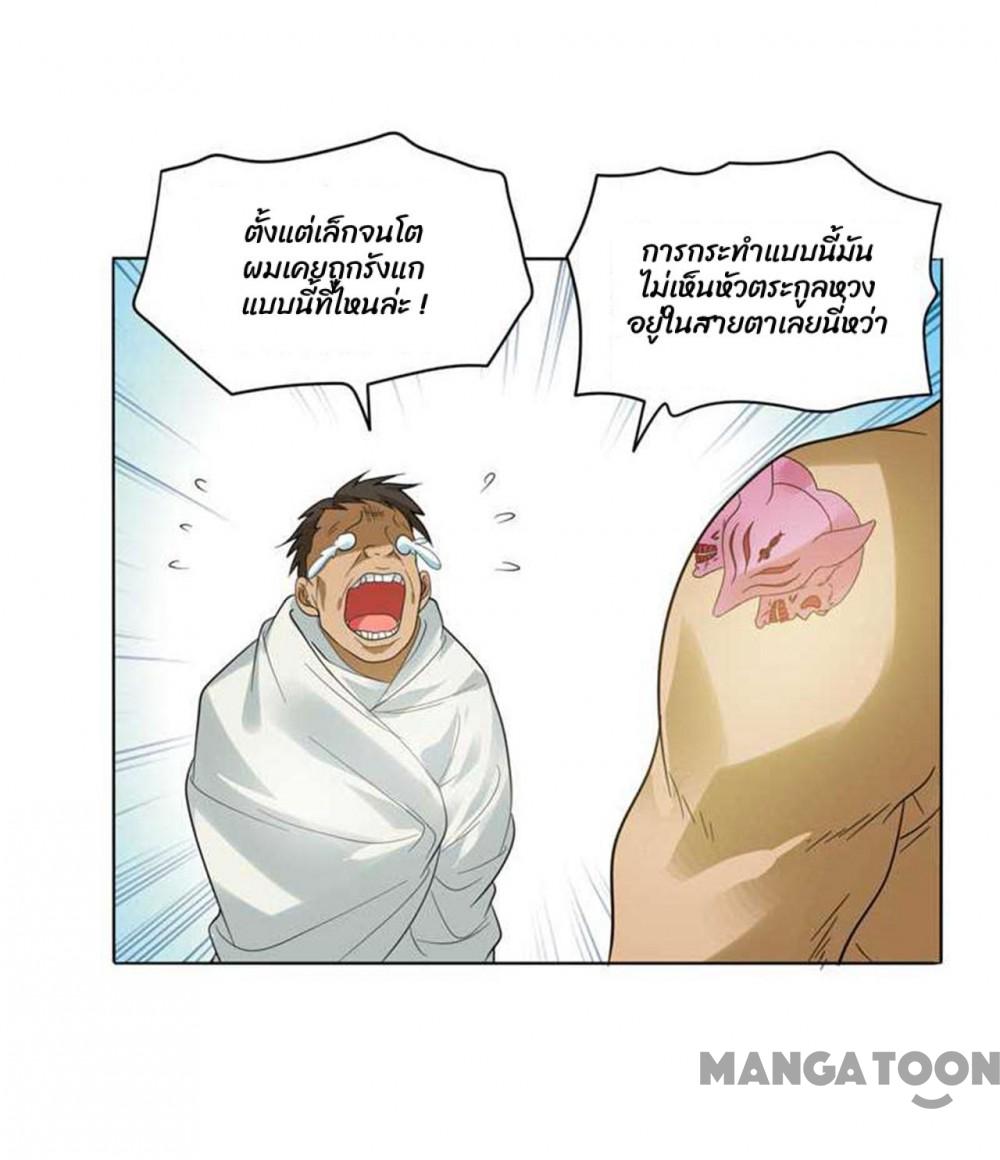 ตั้งแต่เล็กจนโต
ผมเคยถูกรังแก
แบบนี้ที่ไหนล่ะ !
การกระทำแบบนี้มัน
ไม่เห็นหัวตระกูลหวง
อยู่ในสายตาเลยนี่หว่า
MANGATOON